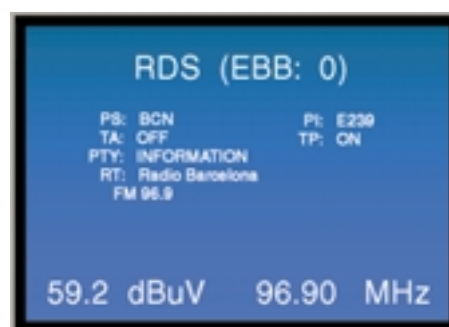 RDS (EBB: 0)
PS: BCN PI: E239
TA: OFF TP: ON
PTY: INFORMATION
RT: Radio Barcelona
FM 96.9
59.2 dBuV 96.90 MHz